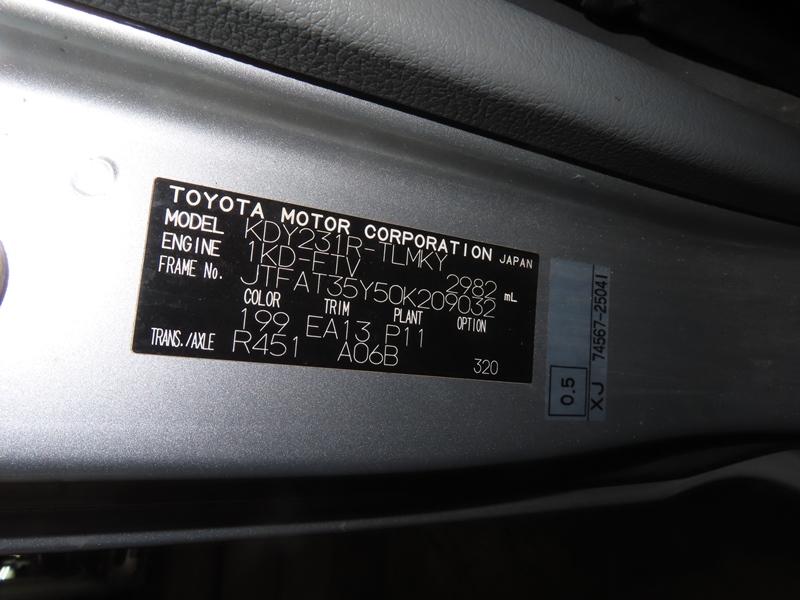 TOYOTA MOTOR CORPORATION JAPAN
MODEL KDY231R-TLMKY
ENGINE 1KD-FTV 2982 mL
FRAME No. JTFAT35Y50K209032
COLOR TRIM PLANT OPTION
199 EA13 P11
TRANS./AXLE R451 A06B 320
0.5
XJ 74567-25041